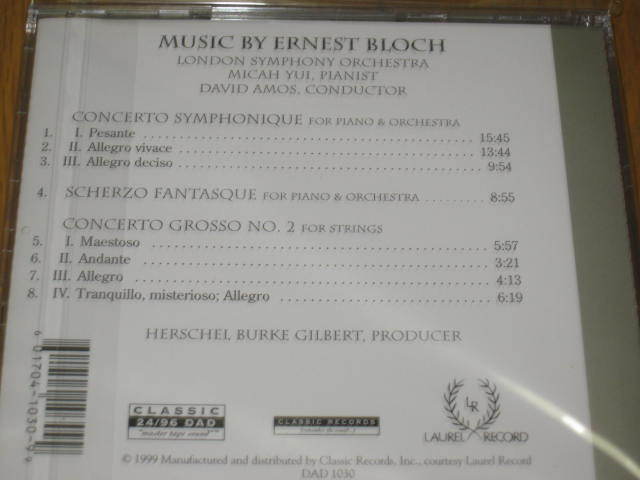 MUSIC BY ERNEST BLOCH
LONDON SYMPHONY ORCHESTRA
MICAH YUI, PIANIST
DAVID AMOS, CONDUCTOR
CONCERTO SYMPHONIQUE FOR PIANO & ORCHESTRA
1. I. Pesante 15:45
2. II. Allegro vivace 13:44
3. III. Allegro deciso 9:54
4. SCHERZO FANTASQUE FOR PIANO & ORCHESTRA 8:55
CONCERTO GROSSO NO. 2 FOR STRINGS
5. I. Maestoso 5:57
6. II. Andante 3:21
7. III. Allegro 4:13
8. IV. Tranquillo, misterioso; Allegro 6:19
HERSCHEL BURKE GILBERT, PRODUCER
6 01704-1030-9 9
CLASSIC
24/96 DAD
"master tape sound"
CLASSIC RECORDS
LR
LAUREL RECORD
© 1999 Manufactured and distributed by Classic Records, Inc., courtesy Laurel Record
DAD 1030